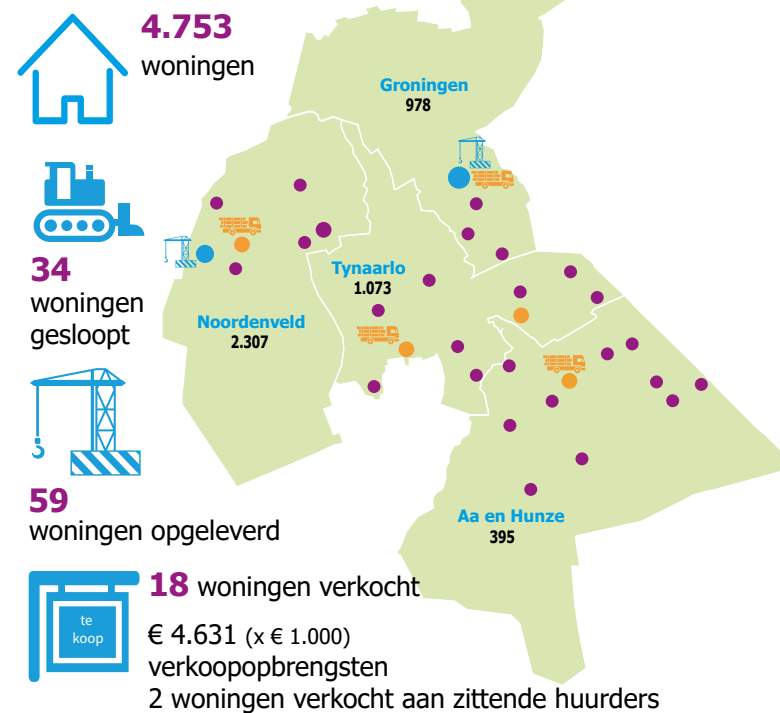 4.753
woningen
34
woningen
gesloopt
59
woningen opgeleverd
te
koop
18 woningen verkocht
€ 4.631 (x € 1.000)
verkoopopbrengsten
2 woningen verkocht aan zittende huurders
Groningen
978
Tynaarlo
1.073
Noordenveld
2.307
Aa en Hunze
395